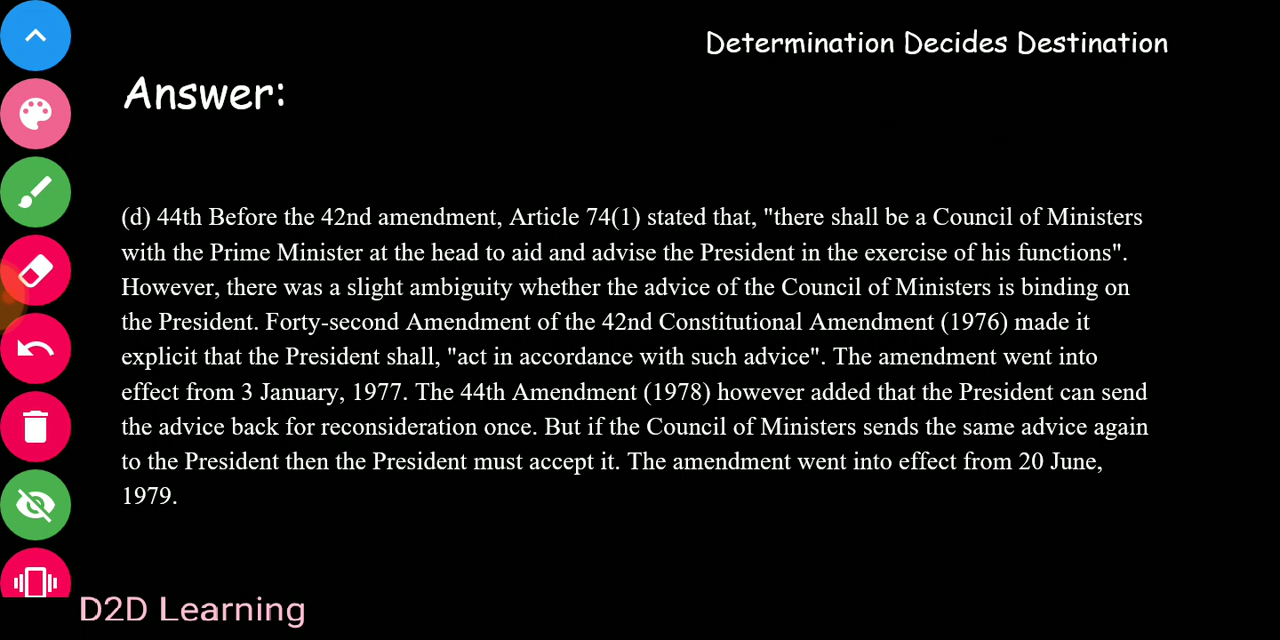 Determination Decides Destination
Answer:
(d) 44th Before the 42nd amendment, Article 74(1) stated that, "there shall be a Council of Ministers
with the Prime Minister at the head to aid and advise the President in the exercise of his functions".
However, there was a slight ambiguity whether the advice of the Council of Ministers is binding on
the President. Forty-second Amendment of the 42nd Constitutional Amendment (1976) made it
explicit that the President shall, "act in accordance with such advice". The amendment went into
effect from 3 January, 1977. The 44th Amendment (1978) however added that the President can send
the advice back for reconsideration once. But if the Council of Ministers sends the same advice again
to the President then the President must accept it. The amendment went into effect from 20 June,
1979.
D2D Learning